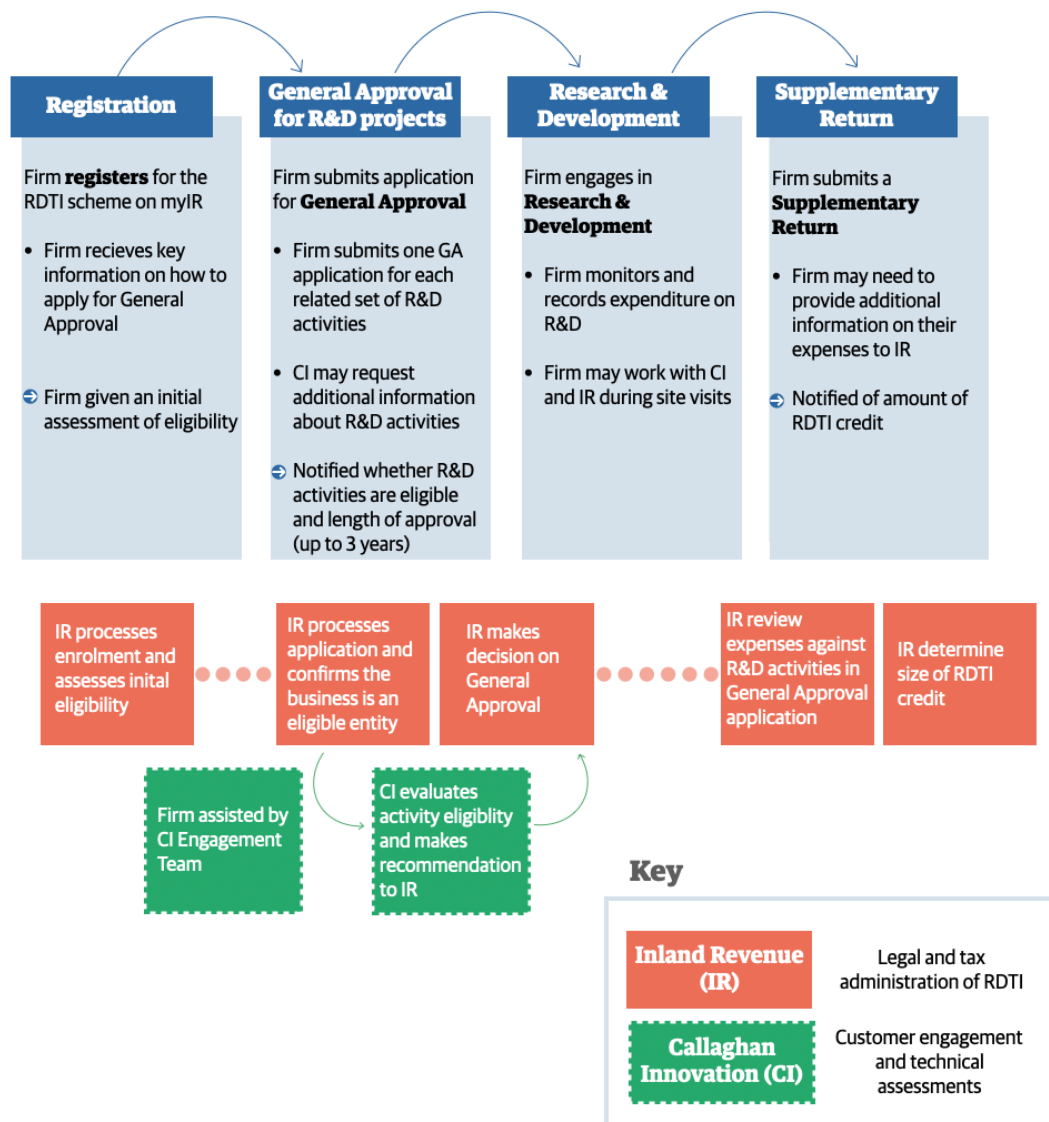 Registration
General Approval
for R&D projects
Research &
Development
Supplementary
Return
Firm registers for the
RDTI scheme on myIR
• Firm recieves key
information on how to
apply for General
Approval
Firm given an initial
assessment of eligibility
Firm submits application
for General Approval
• Firm submits one GA
application for each
related set of R&D
activities
• CI may request
additional information
about R&D activities
Notified whether R&D
activities are eligible
and length of approval
(up to 3 years)
Firm engages in
Research &
Development
• Firm monitors and
records expenditure on
R&D
• Firm may work with CI
and IR during site visits
Firm submits a
Supplementary
Return
• Firm may need to
provide additional
information on their
expenses to IR
Notified of amount of
RDTI credit
IR processes
enrolment and
assesses inital
eligibility
IR processes
application and
confirms the
business is an
eligible entity
IR makes
decision on
General
Approval
IR review
expenses against
R&D activities in
General Approval
application
IR determine
size of RDTI
credit
Firm assisted by
CI Engagement
Team
CI evaluates
activity eligiblity
and makes
recommendation
to IR
Key
Inland Revenue
(IR)
Legal and tax
administration of RDTI
Callaghan
Innovation (CI)
Customer engagement
and technical
assessments